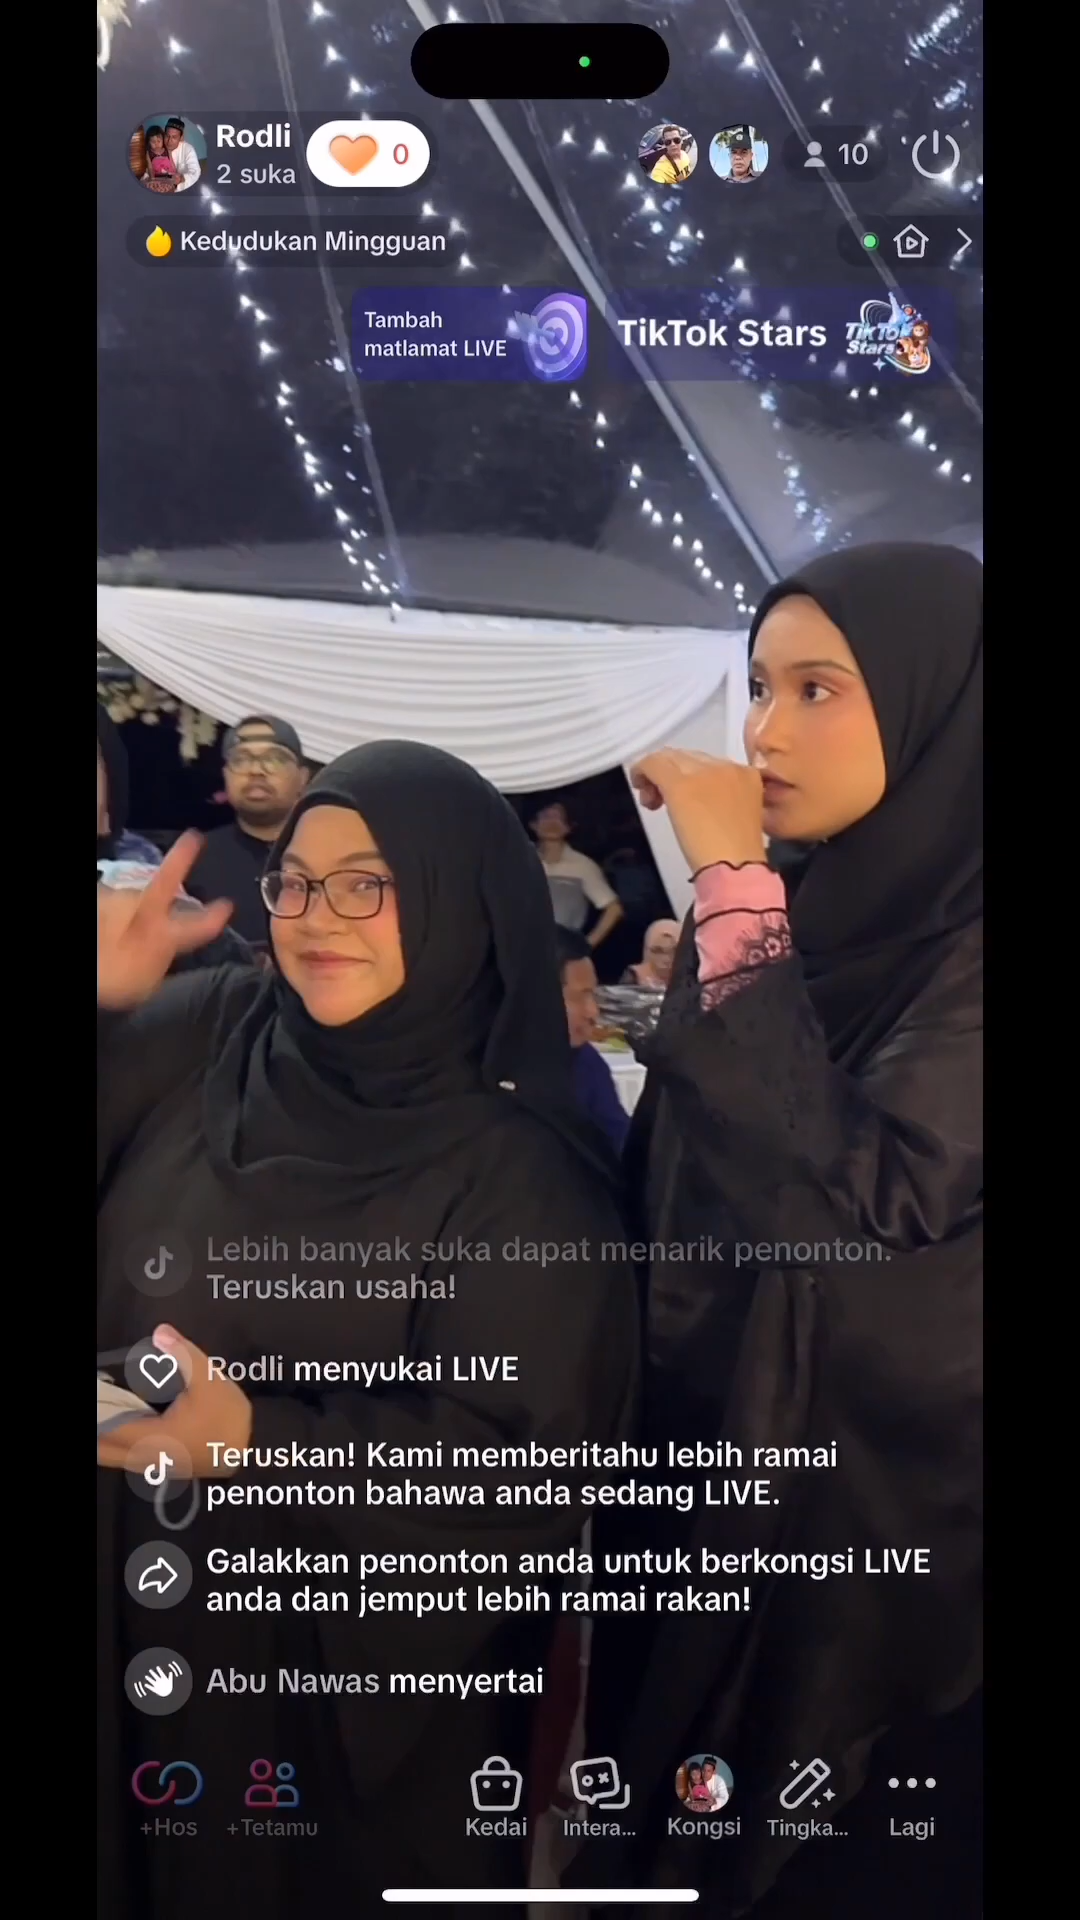 Rodli
2 suka
0
10
Kedudukan Mingguan
Tambah
matlamat LIVE
TikTok Stars
TikTok
Stars
Lebih banyak suka dapat menarik penonton.
Teruskan usaha!
Rodli menyukai LIVE
Teruskan! Kami memberitahu lebih ramai
penonton bahawa anda sedang LIVE.
Galakkan penonton anda untuk berkongsi LIVE
anda dan jemput lebih ramai rakan!
Abu Nawas menyertai
+Hos
+Tetamu
Kedai
Intera...
Kongsi
Tingka...
Lagi